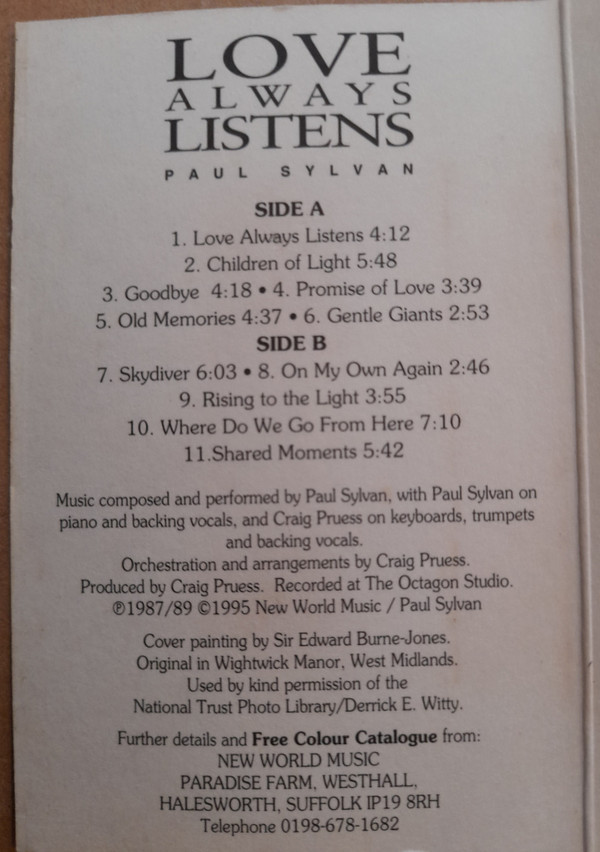 LOVE
ALWAYS
LISTENS
PAUL SYLVAN
SIDE A
1. Love Always Listens 4:12
2. Children of Light 5:48
3. Goodbye 4:18 • 4. Promise of Love 3:39
5. Old Memories 4:37 • 6. Gentle Giants 2:53
SIDE B
7. Skydiver 6:03 • 8. On My Own Again 2:46
9. Rising to the Light 3:55
10. Where Do We Go From Here 7:10
11.Shared Moments 5:42
Music composed and performed by Paul Sylvan, with Paul Sylvan on
piano and backing vocals, and Craig Pruess on keyboards, trumpets
and backing vocals.
Orchestration and arrangements by Craig Pruess.
Produced by Craig Pruess. Recorded at The Octagon Studio.
℗1987/89 ©1995 New World Music / Paul Sylvan
Cover painting by Sir Edward Burne-Jones.
Original in Wightwick Manor, West Midlands.
Used by kind permission of the
National Trust Photo Library/Derrick E. Witty.
Further details and Free Colour Catalogue from:
NEW WORLD MUSIC
PARADISE FARM, WESTHALL,
HALESWORTH, SUFFOLK IP19 8RH
Telephone 0198-678-1682